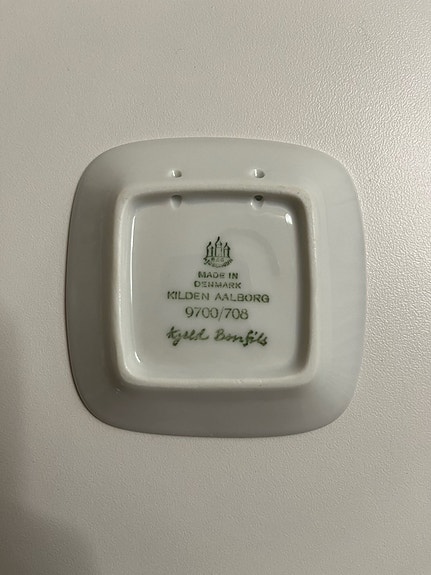 MADE IN
DENMARK
KILDEN AALBORG
9700/708
Kjeld Bonfils